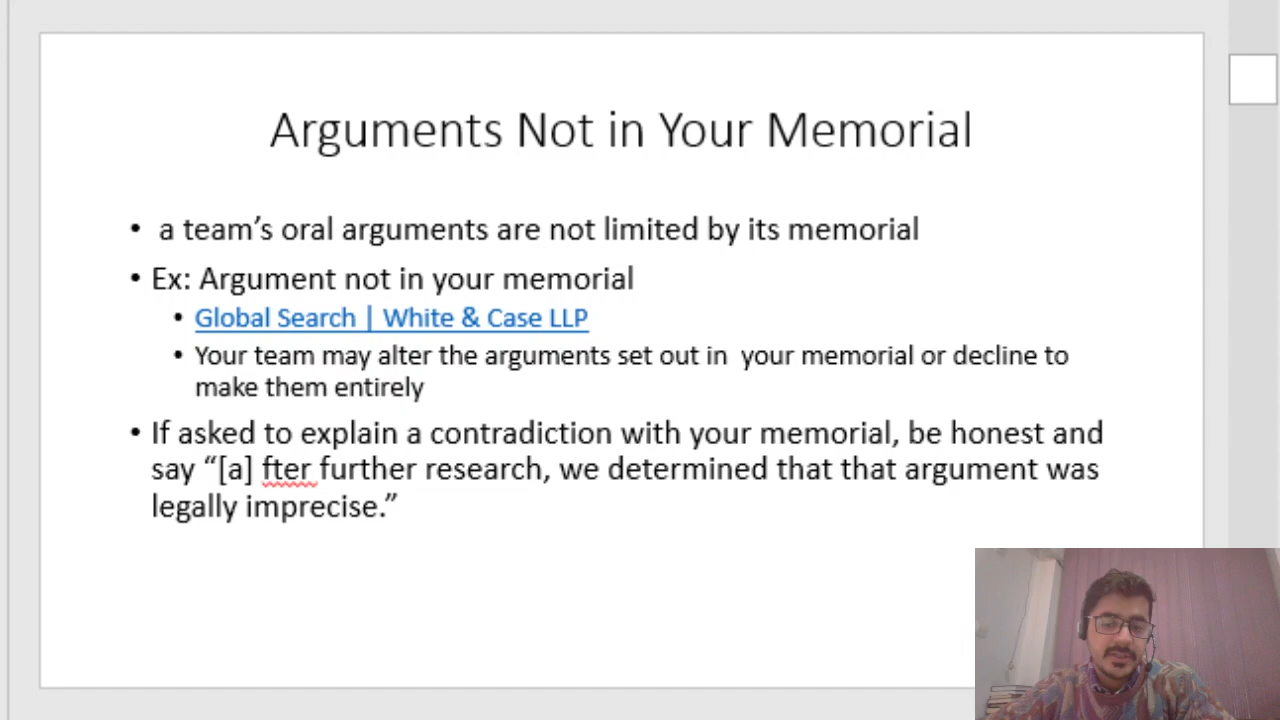 Arguments Not in Your Memorial
• a team’s oral arguments are not limited by its memorial
• Ex: Argument not in your memorial
• Global Search | White & Case LLP
• Your team may alter the arguments set out in  your memorial or decline to
make them entirely
• If asked to explain a contradiction with your memorial, be honest and
say “[a] fter further research, we determined that that argument was
legally imprecise.”